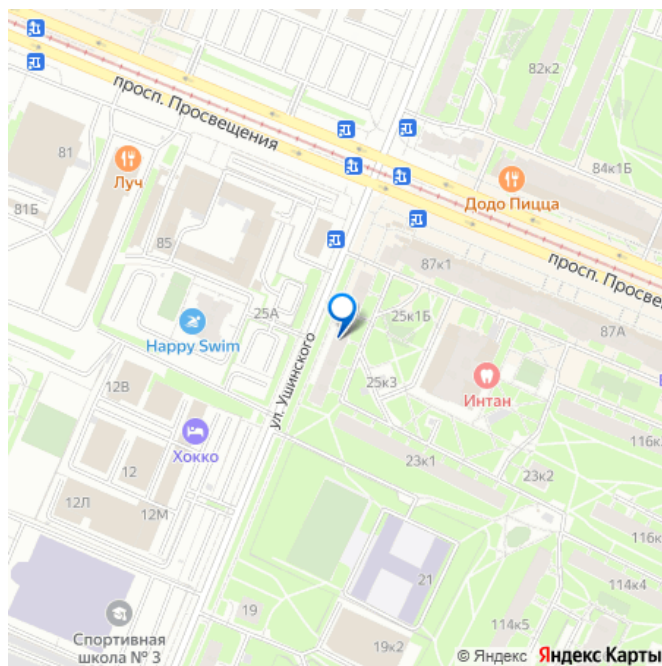 82к2
просп. Просвещения
81
Луч
84к1Б
Додо Пицца
81Б
85
87к1
просп. Просве
25А
25к1Б
Happy Swim
87А
ул. Ушинского
25к3
Интан
12В
Хокко
116к
12
23к1
23к2
12Л
12М
116к
21
114к4
19
Спортивная
школа № 3
19к2
114к5
© Яндекс Яндекс Карты